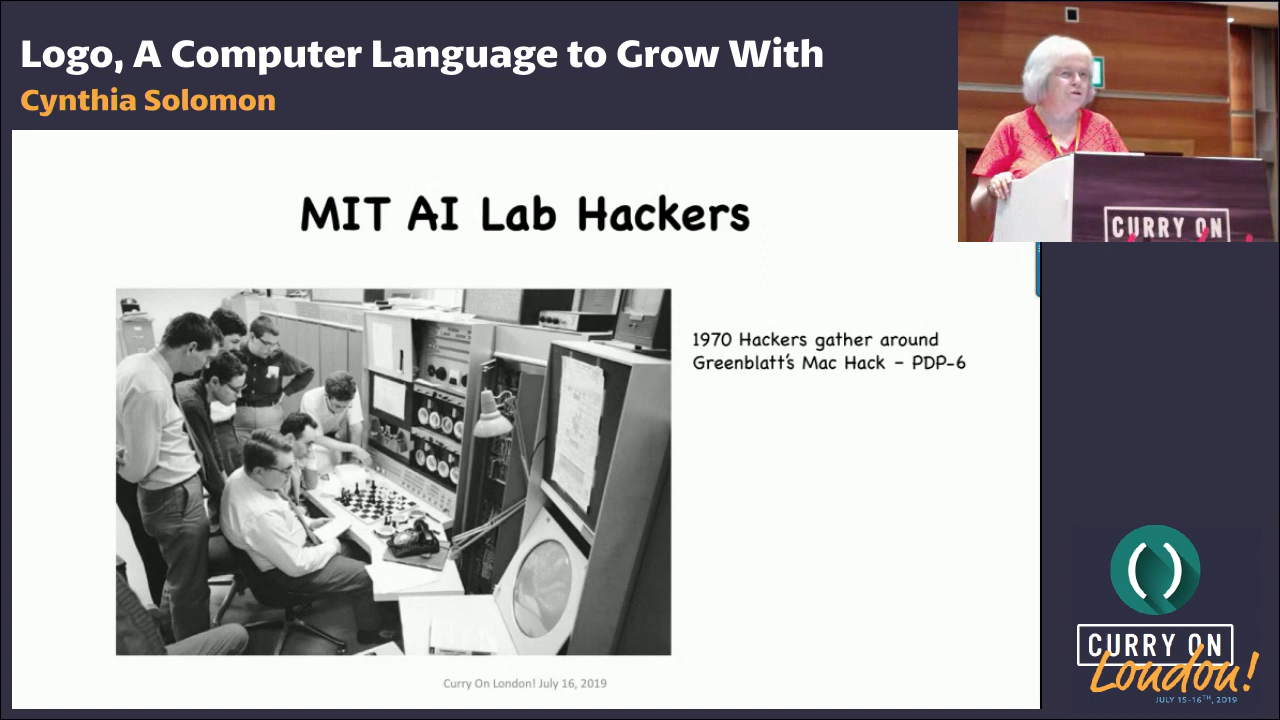 Logo, A Computer Language to Grow With
Cynthia Solomon
CURRY ON
MIT AI Lab Hackers
1970 Hackers gather around
Greenblatt's Mac Hack - PDP-6
Curry On London! July 16, 2019
()
CURRY ON
London!
JULY 15-16TH, 2019